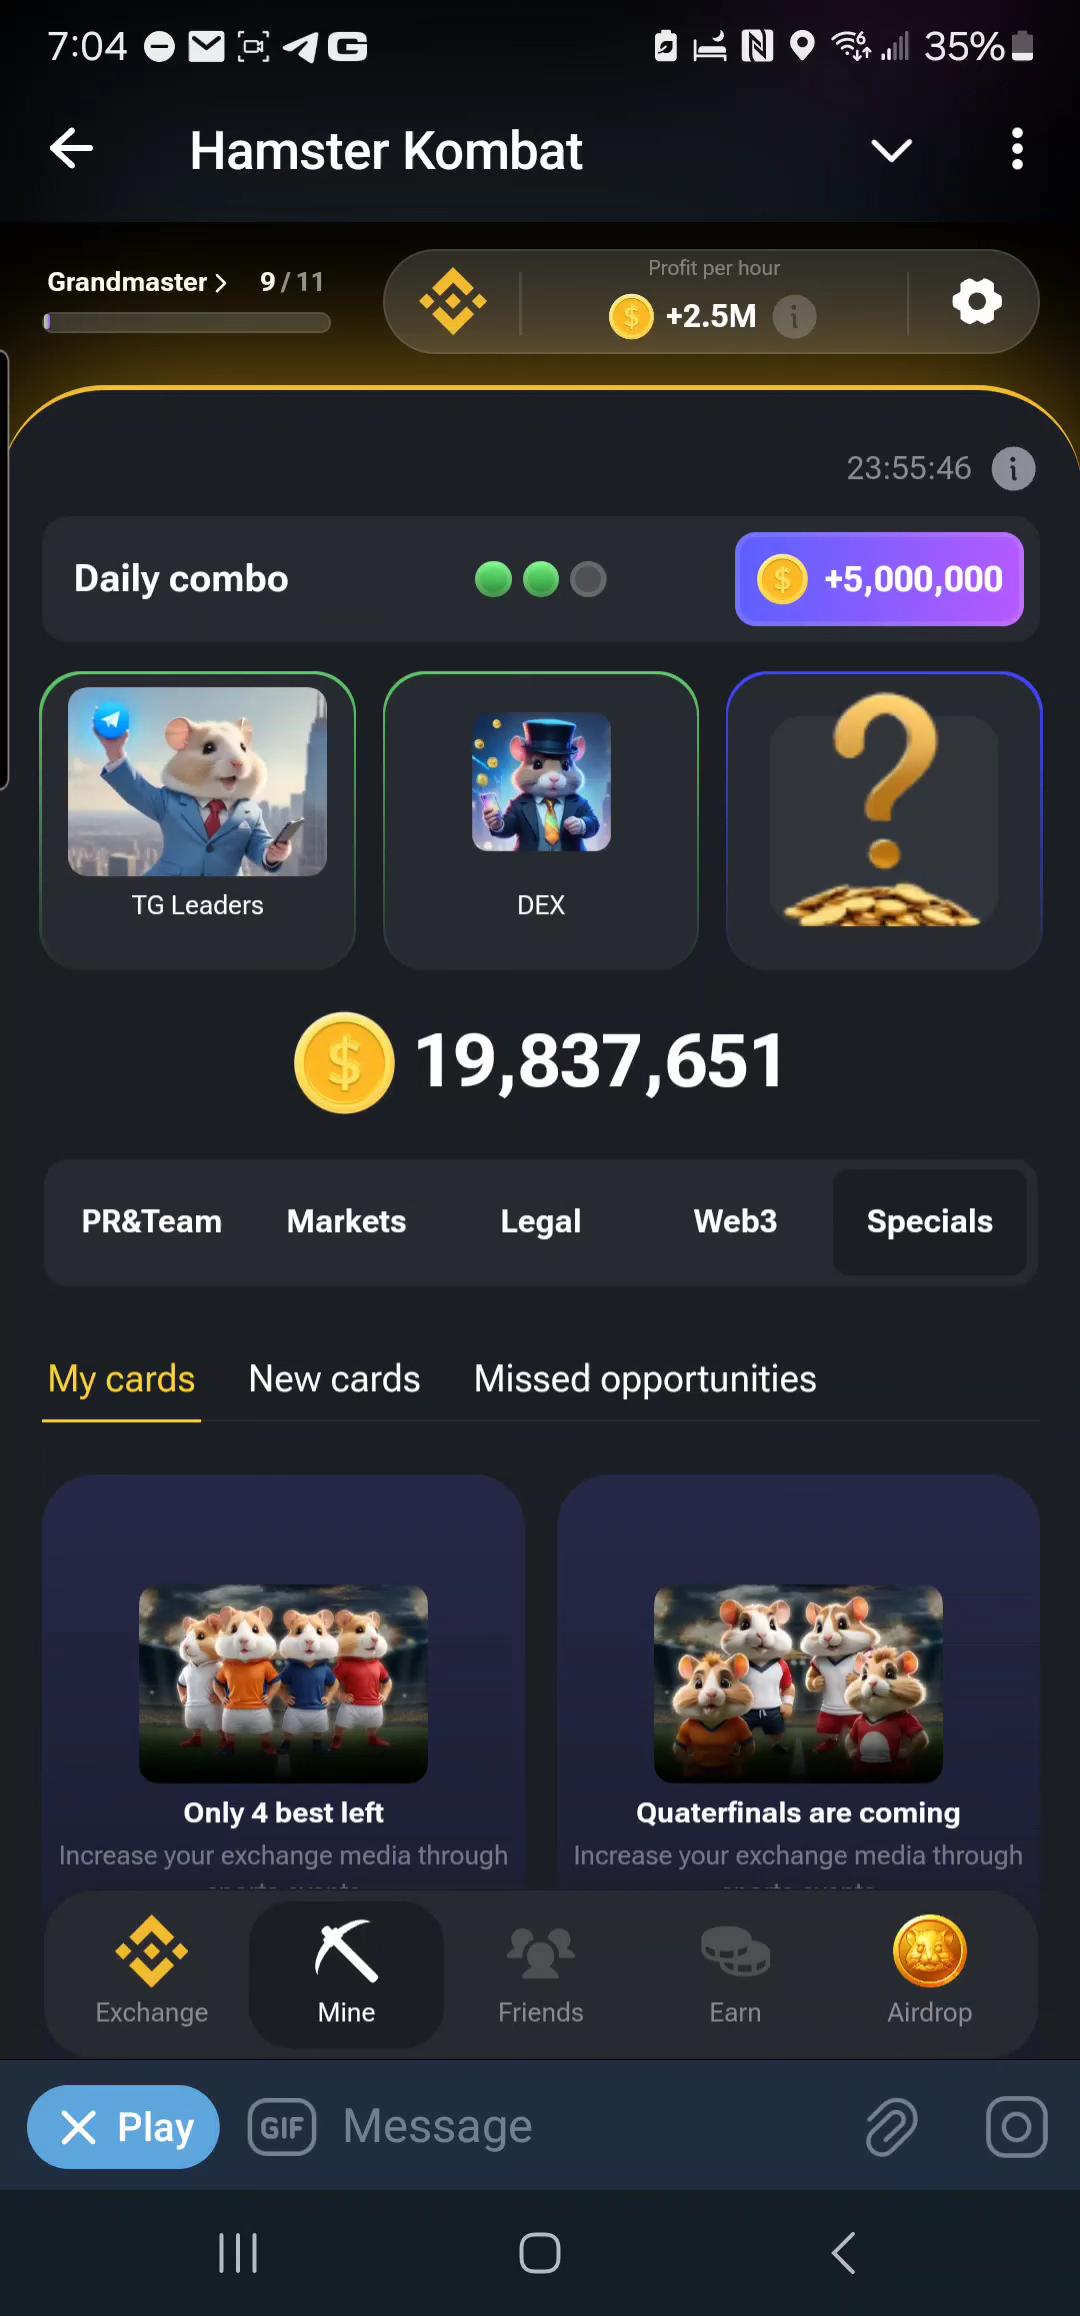 7:04
35%
Hamster Kombat
Grandmaster >
9/11
Profit per hour
+2.5M
23:55:46
Daily combo
+5,000,000
TG Leaders
DEX
19,837,651
PR&Team
Markets
Legal
Web3
Specials
My cards
New cards
Missed opportunities
Only 4 best left
Increase your exchange media through
Quaterfinals are coming
Increase your exchange media through
Exchange
Mine
Friends
Earn
Airdrop
Play
GIF
Message